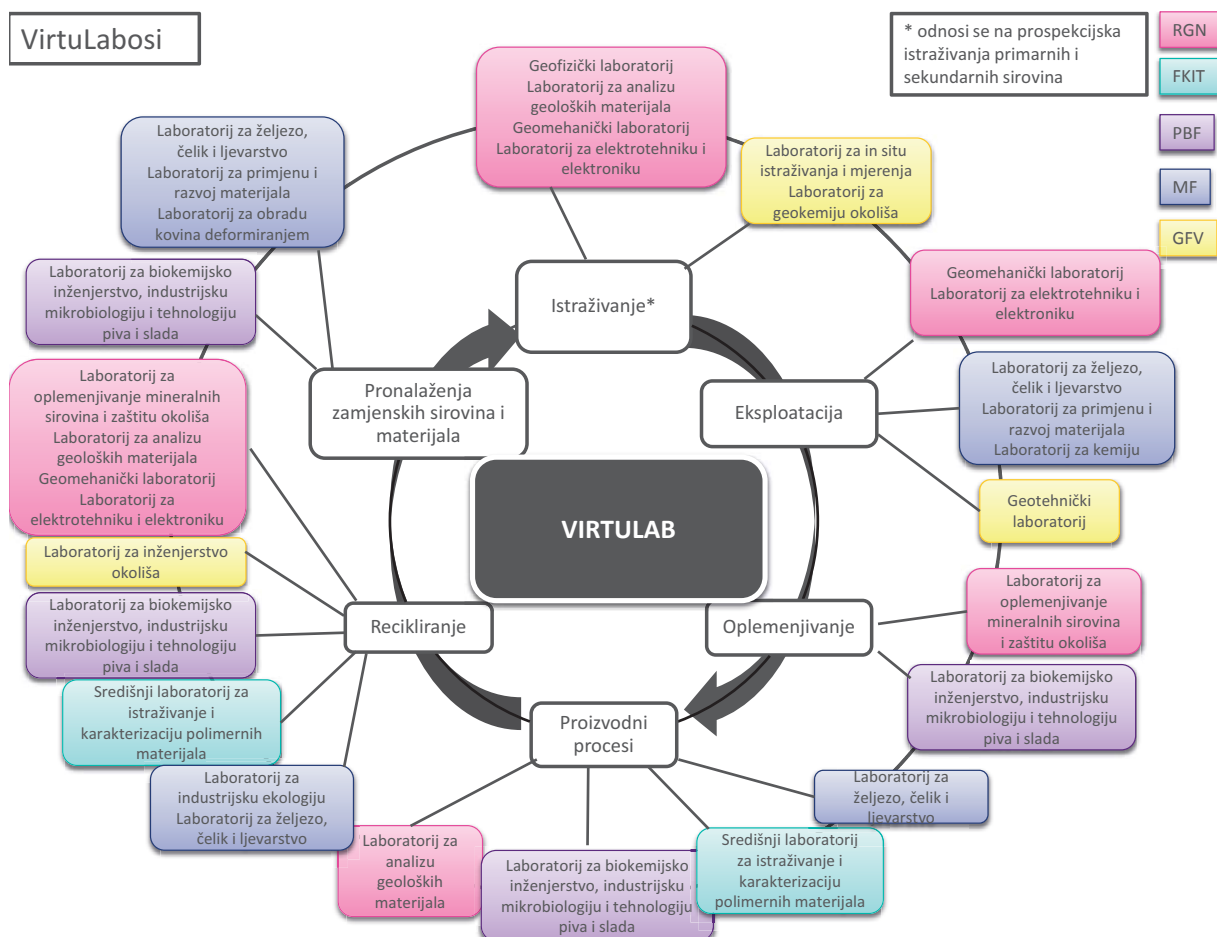 VirtuLabosi
* odnosi se na prospekcijska
istraživanja primarnih i
sekundarnih sirovina
RGN
FKIT
PBF
MF
GFV
Geofizički laboratorij
Laboratorij za analizu
geoloških materijala
Geomehanički laboratorij
Laboratorij za elektrotehniku i
elektroniku
Laboratorij za in situ
istraživanja i mjerenja
Laboratorij za
geokemiju okoliša
Laboratorij za željezo,
čelik i ljevarstvo
Laboratorij za primjenu i
razvoj materijala
Laboratorij za obradu
kovina deformiranjem
Laboratorij za biokemijsko
inženjerstvo, industrijsku
mikrobiologiju i tehnologiju
piva i slada
Istraživanje*
Geomehanički laboratorij
Laboratorij za elektrotehniku i
elektroniku
Pronalaženja
zamjenskih sirovina i
materijala
Eksploatacija
Laboratorij za željezo,
čelik i ljevarstvo
Laboratorij za primjenu i
razvoj materijala
Laboratorij za kemiju
Laboratorij za
oplemenjivanje mineralnih
sirovina i zaštitu okoliša
Laboratorij za analizu
geoloških materijala
Geomehanički laboratorij
Laboratorij za
elektrotehniku i elektroniku
VIRTULAB
Geotehnički
laboratorij
Laboratorij za inženjerstvo
okoliša
Laboratorij za biokemijsko
inženjerstvo, industrijsku
mikrobiologiju i tehnologiju
piva i slada
Recikliranje
Oplemenjivanje
Laboratorij za
oplemenjivanje
mineralnih sirovina
i zaštitu okoliša
Središnji laboratorij za
istraživanje i
karakterizaciju polimernih
materijala
Proizvodni
procesi
Laboratorij za biokemijsko
inženjerstvo, industrijsku
mikrobiologiju i tehnologiju
piva i slada
Laboratorij za
industrijsku ekologiju
Laboratorij za željezo,
čelik i ljevarstvo
Laboratorij za
željezo, čelik i
ljevarstvo
Laboratorij za
analizu
geoloških
materijala
Laboratorij za biokemijsko
inženjerstvo, industrijsku
mikrobiologiju i tehnologiju
piva i slada
Središnji laboratorij
za istraživanje i
karakterizaciju
polimernih materijala